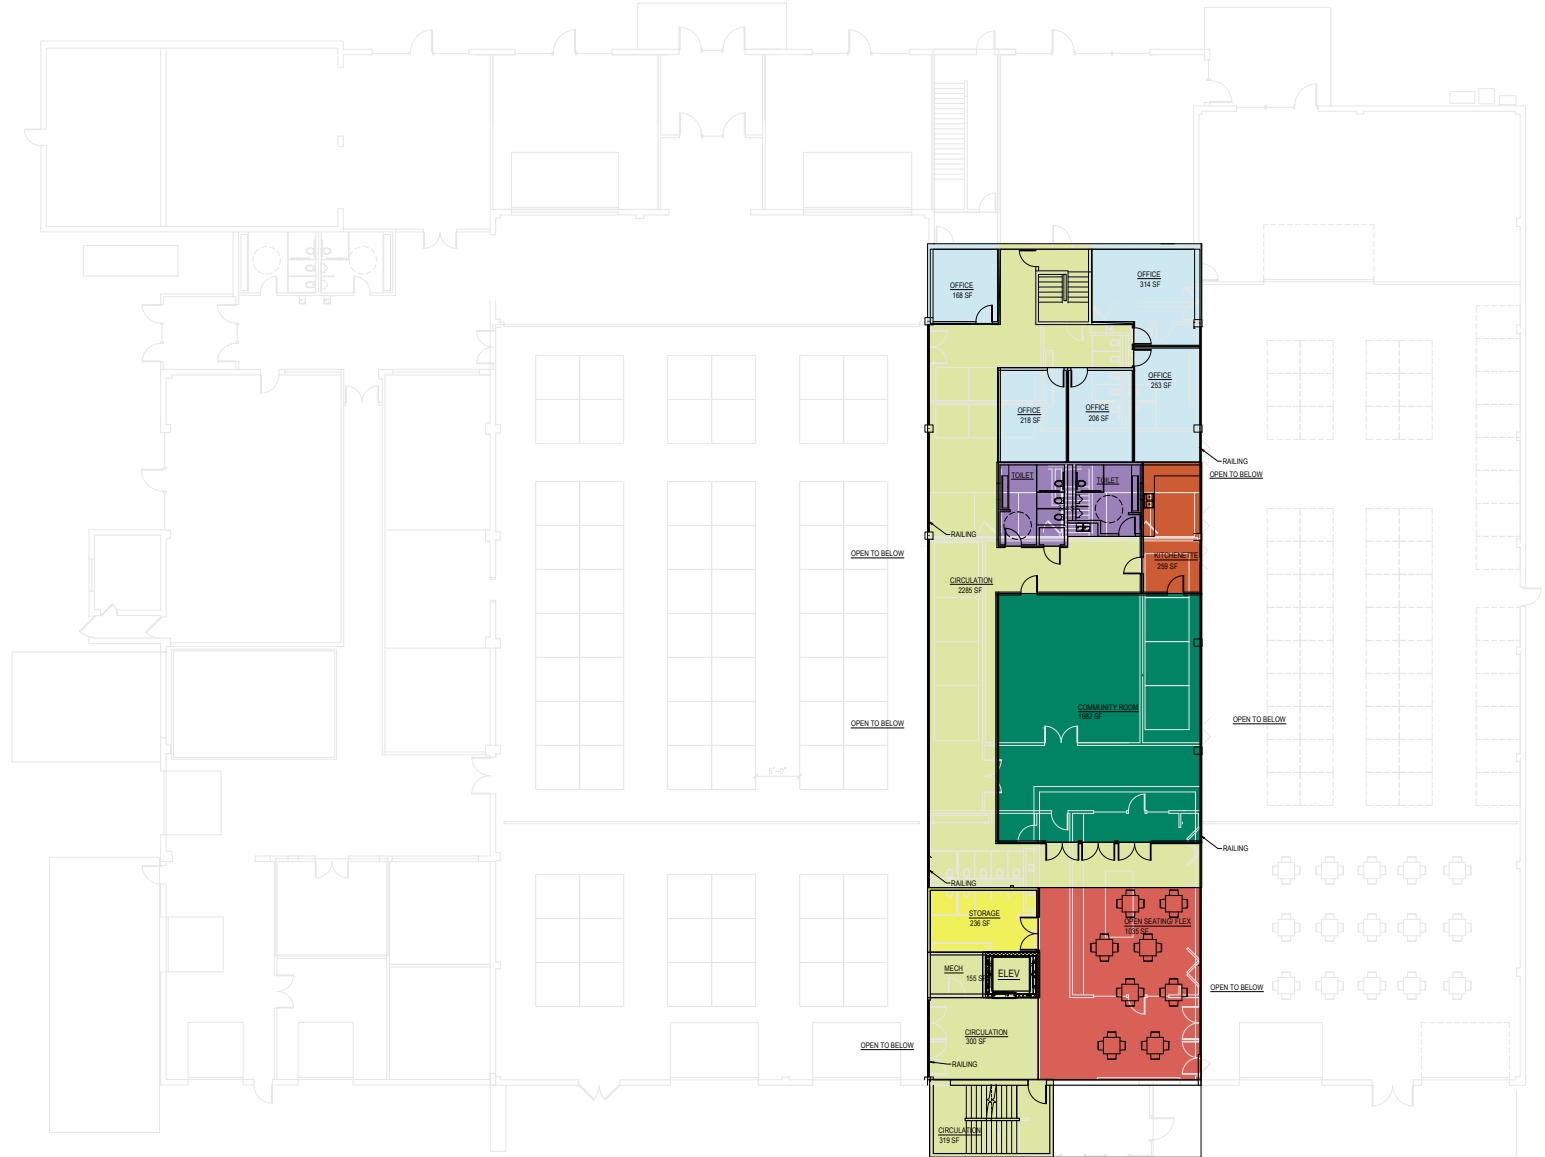 OFFICE
168 SF
OFFICE
314 SF
OFFICE
253 SF
OFFICE
218 SF
OFFICE
206 SF
RAILING
OPEN TO BELOW
TOILET
TOILET
RAILING
OPEN TO BELOW
KITCHENETTE
259 SF
CIRCULATION
2285 SF
COMMUNITY ROOM
1682 SF
OPEN TO BELOW
OPEN TO BELOW
RAILING
RAILING
STORAGE
236 SF
OPEN SEATING/ FLEX
1035 SF
MECH
155 SF
ELEV
OPEN TO BELOW
CIRCULATION
300 SF
OPEN TO BELOW
RAILING
CIRCULATION
319 SF